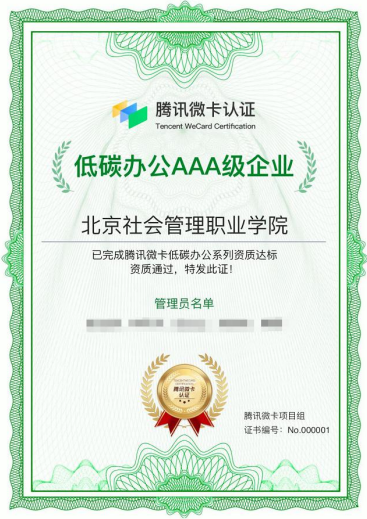 腾讯微卡认证
Tencent WeCard Certification
低碳办公AAA级企业
北京社会管理职业学院
已完成腾讯微卡低碳办公系列资质达标
资质通过，特发此证！
管理员名单
腾讯微卡
认证
腾讯微卡项目组
证书编号：No.000001